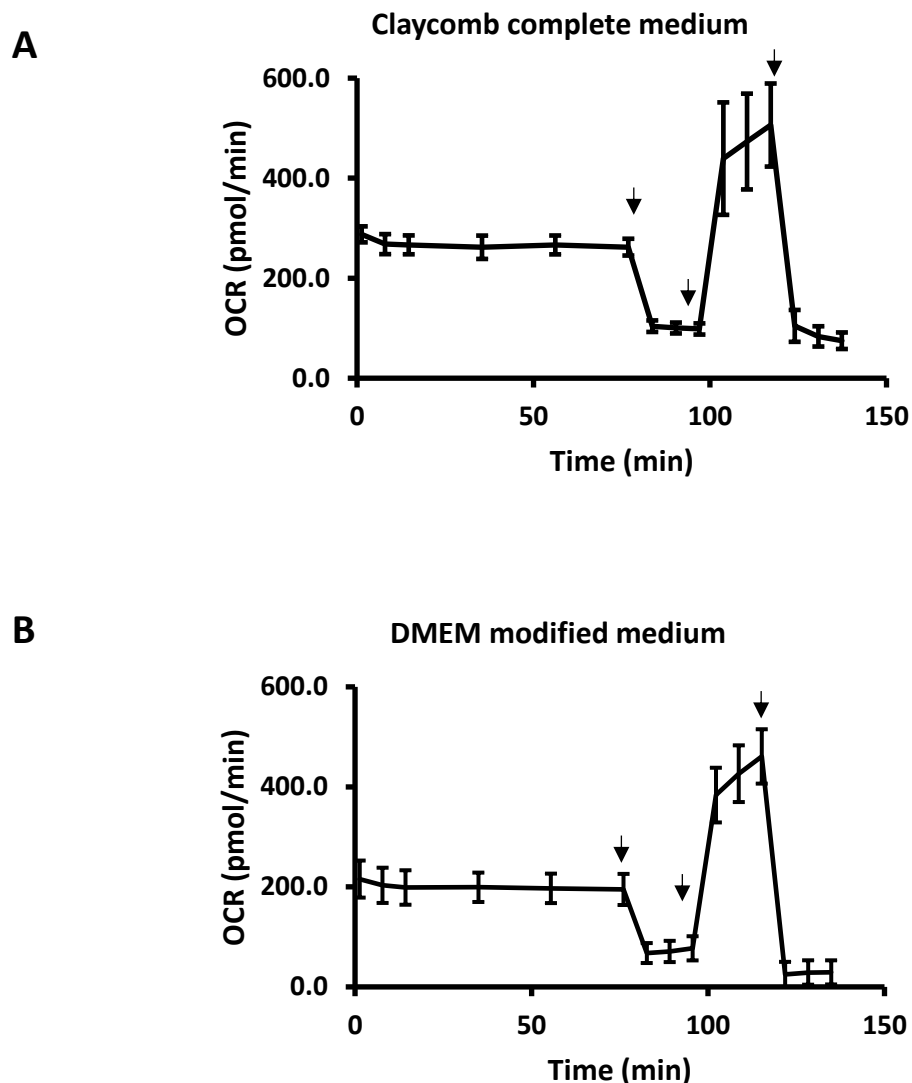 A
Claycomb complete medium
600.0
400.0
200.0
0.0
OCR (pmol/min)
0 50 100 150
Time (min)
B
DMEM modified medium
600.0
400.0
200.0
0.0
OCR (pmol/min)
0 50 100 150
Time (min)